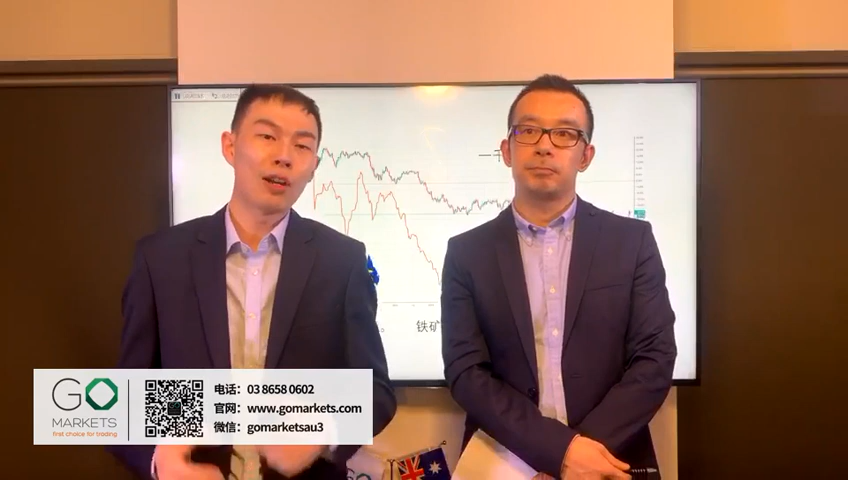 一千
铁矿
GO
MARKETS
first choice for trading
电话：03 8658 0602
官网：www.gomarkets.com
微信：gomarketsau3
GO